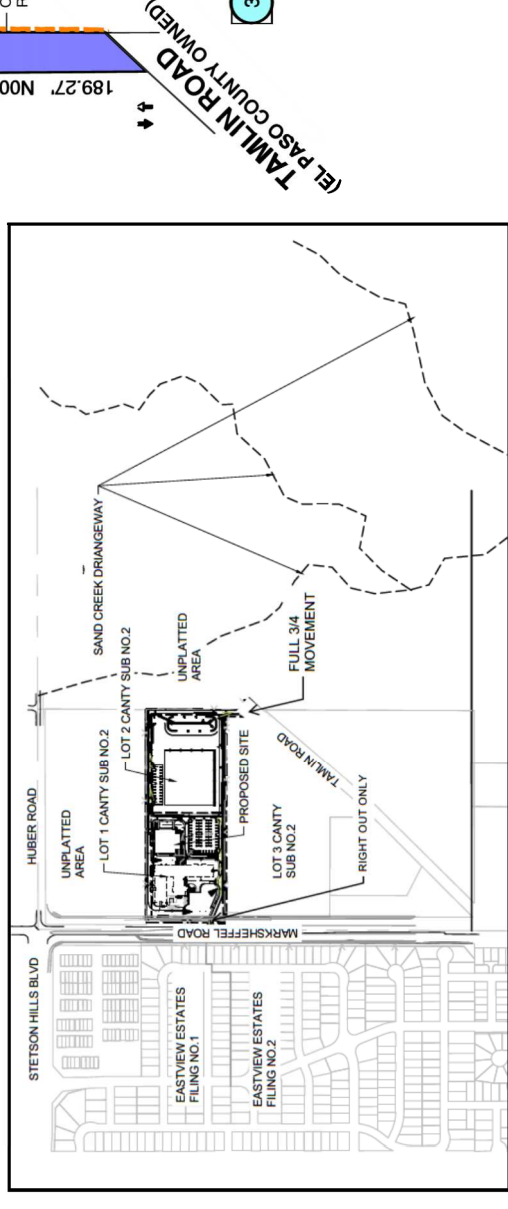 189.27' N00
TAMLIN ROAD
(EL PASO COUNTY OWNED)
3
STETSON HILLS BLVD
HUBER ROAD
UNPLATTED
AREA
LOT 1 CANTY SUB NO.2
LOT 2 CANTY SUB NO.2
SAND CREEK DRIANGEWAY
UNPLATTED
AREA
FULL 3/4
MOVEMENT
PROPOSED SITE
TAMLIN ROAD
LOT 3 CANTY
SUB NO.2
RIGHT OUT ONLY
MARKSHEFFEL ROAD
EASTVIEW ESTATES
FILING NO.1
EASTVIEW ESTATES
FILING NO.2